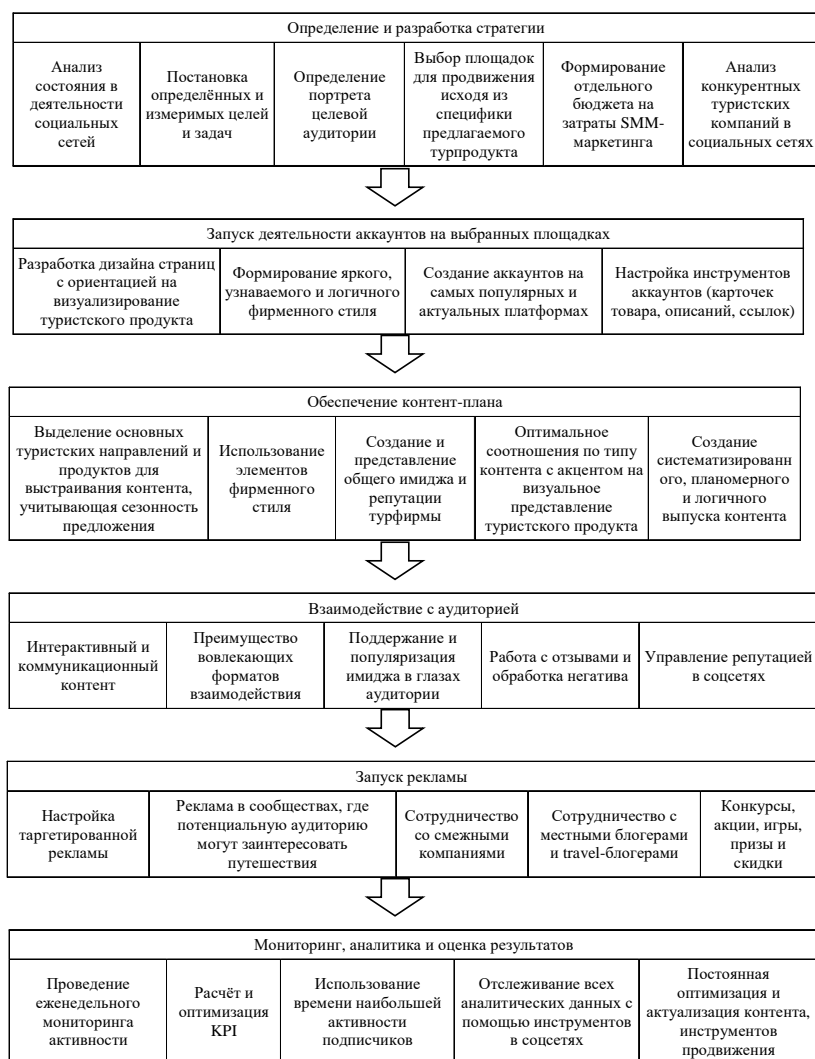 Определение и разработка стратегии
Анализ
состояния в
деятельности
социальных
сетей
Постановка
определённых и
измеримых целей
и задач
Определение
портрета
целевой
аудитории
Выбор площадок
для продвижения
исходя из
специфики
предлагаемого
турпродукта
Формирование
отдельного
бюджета на
затраты SMM-
маркетинга
Анализ
конкурентных
туристских
компаний в
социальных сетях
Запуск деятельности аккаунтов на выбранных площадках
Разработка дизайна страниц
с ориентацией на
визуализирование
туристского продукта
Формирование яркого,
узнаваемого и логичного
фирменного стиля
Создание аккаунтов на
самых популярных и
актуальных платформах
Настройка инструментов
аккаунтов (карточек
товара, описаний, ссылок)
Обеспечение контент-плана
Выделение основных
туристских направлений и
продуктов для
выстраивания контента,
учитывающая сезонность
предложения
Использование
элементов
фирменного
стиля
Создание и
представление
общего имиджа и
репутации
турфирмы
Оптимальное
соотношения по типу
контента с акцентом на
визуальное
представление
туристского продукта
Создание
систематизированн
ого, планомерного
и логичного
выпуска контента
Взаимодействие с аудиторией
Интерактивный и
коммуникационный
контент
Преимущество
вовлекающих
форматов
взаимодействия
Поддержание и
популяризация
имиджа в глазах
аудитории
Работа с отзывами и
обработка негатива
Управление репутацией
в соцсетях
Запуск рекламы
Настройка
таргетированной
рекламы
Реклама в сообществах, где
потенциальную аудиторию
могут заинтересовать
путешествия
Сотрудничество
со смежными
компаниями
Сотрудничество с
местными блогерами
и travel-блогерами
Конкурсы,
акции, игры,
призы и
скидки
Мониторинг, аналитика и оценка результатов
Проведение
еженедельного
мониторинга
активности
Расчёт и
оптимизация
KPI
Использование
времени наибольшей
активности
подписчиков
Отслеживание всех
аналитических данных с
помощью инструментов
в соцсетях
Постоянная
оптимизация и
актуализация контента,
инструментов
продвижения